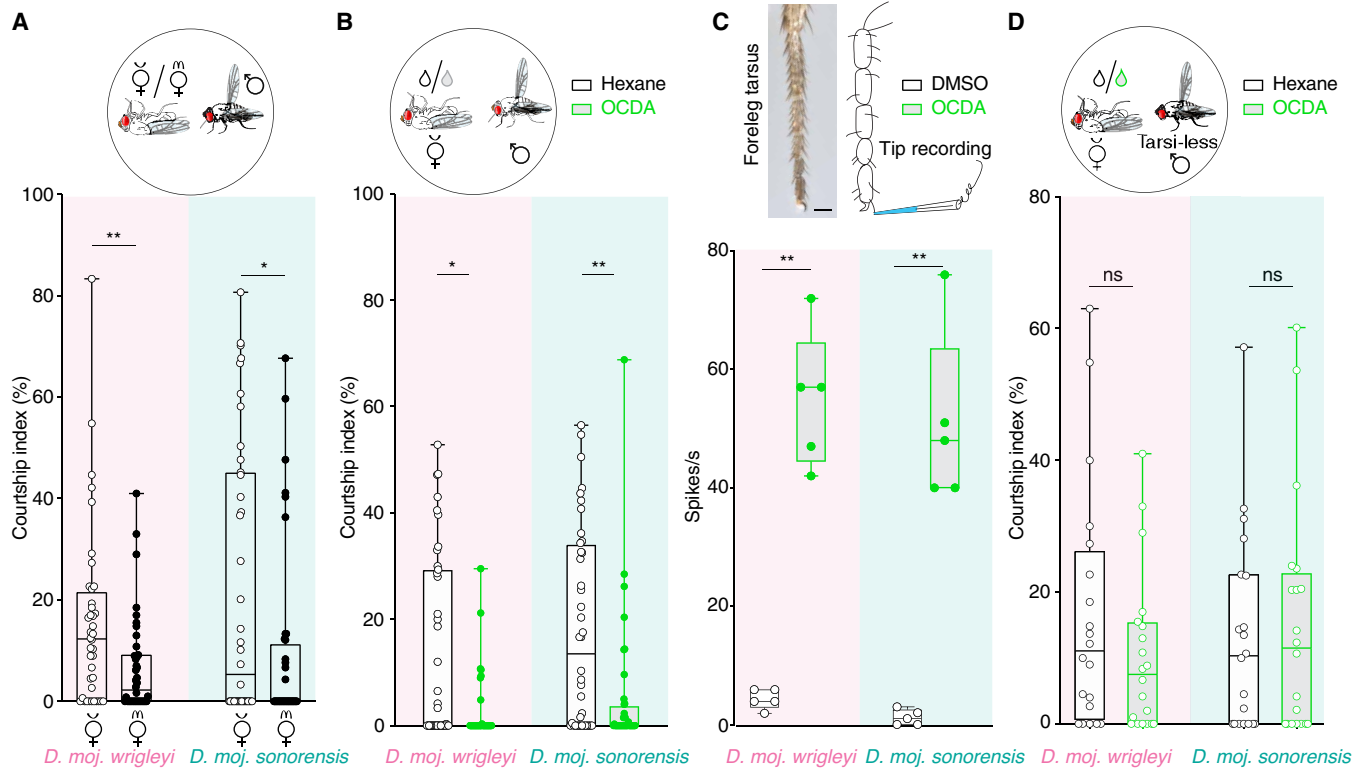 A
100
80
60
40
20
0
Courtship index (%)
**
*
D. moj. wrigleyi
D. moj. sonorensis
B
Hexane
OCDA
100
80
60
40
20
0
Courtship index (%)
*
**
D. moj. wrigleyi
D. moj. sonorensis
C
Foreleg tarsus
DMSO
OCDA
Tip recording
80
60
40
20
0
Spikes/s
**
**
D. moj. wrigleyi
D. moj. sonorensis
D
Hexane
OCDA
Tarsi-less
80
60
40
20
0
Courtship index (%)
ns
ns
D. moj. wrigleyi
D. moj. sonorensis